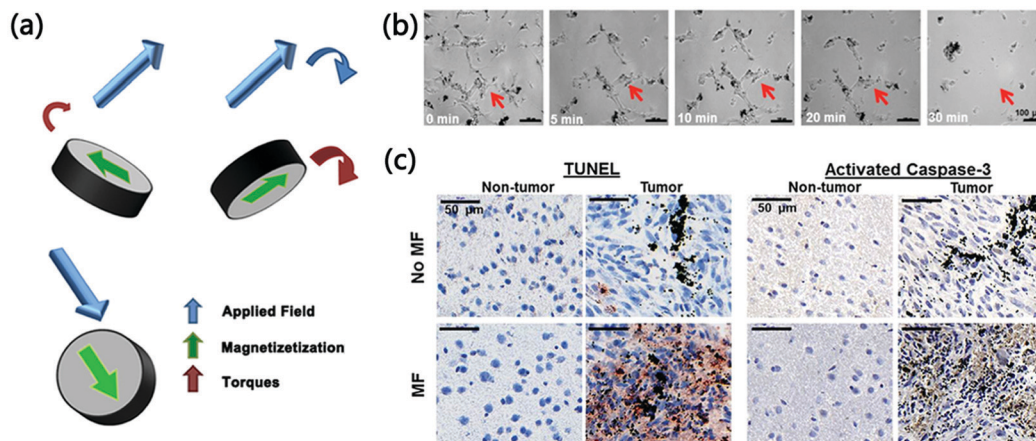 (a)
Applied Field
Magnetizetization
Torques
(b)
0 min
5 min
10 min
20 min
30 min
100 µ
(c)
TUNEL
Activated Caspase-3
Non-tumor Tumor Non-tumor Tumor
50 µm
50 µm
No MF
MF